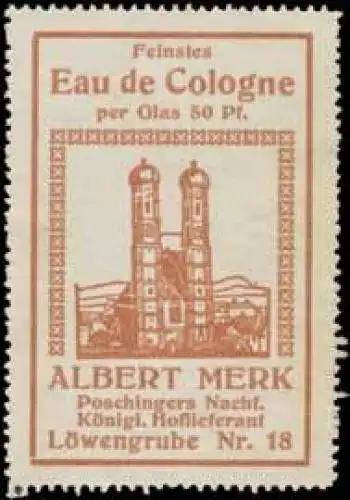 Feinstes
Eau de Cologne
per Glas 50 Pf.
ALBERT MERK
Poschingers Nachf.
Königl. Hoflieferant
Löwengrube Nr. 18